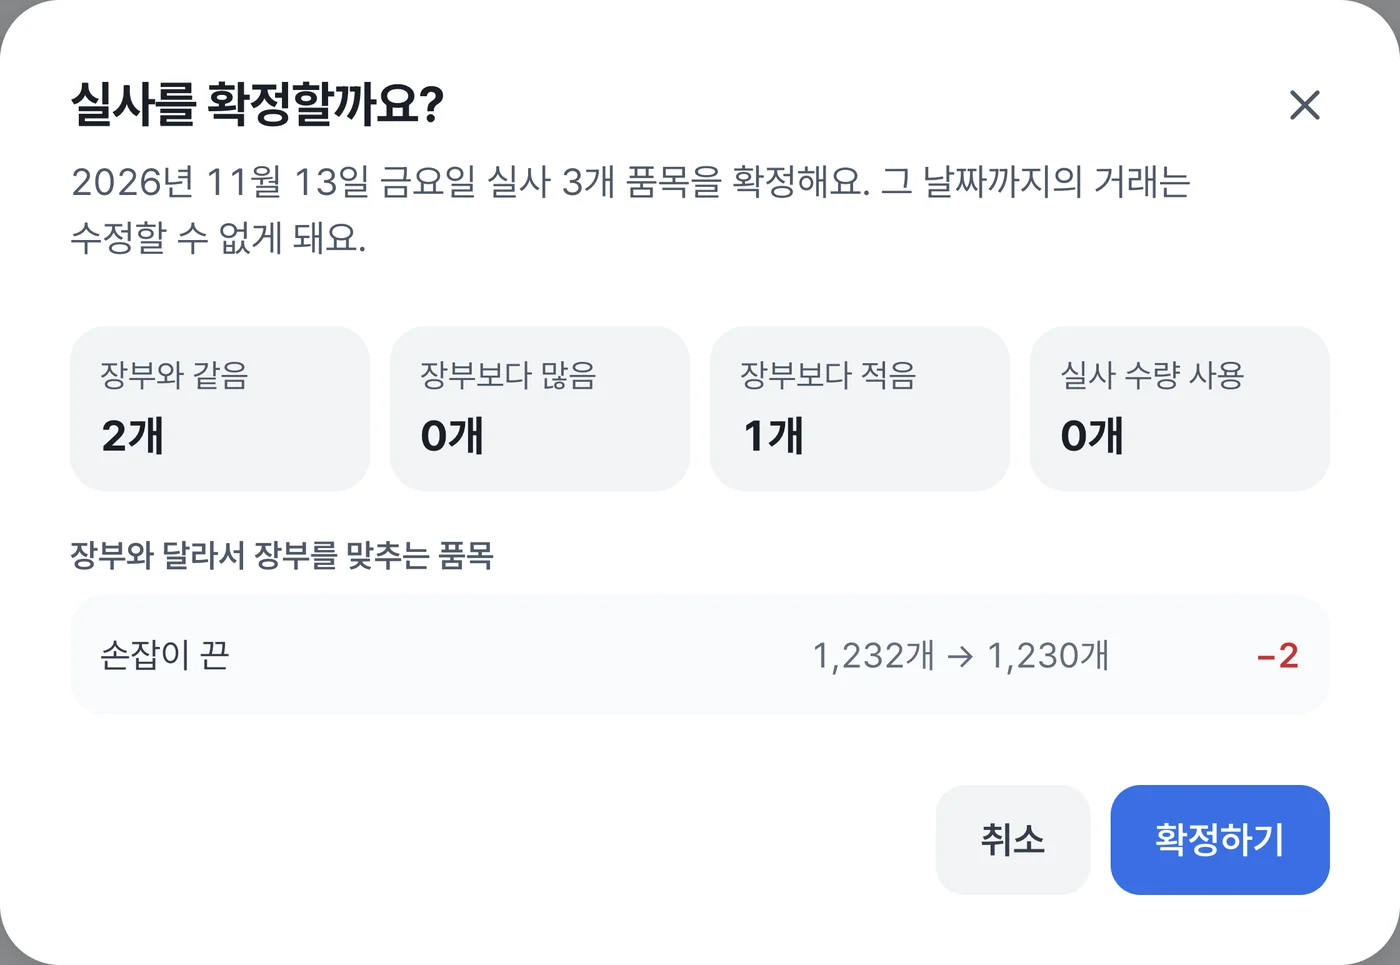 실사를 확정할까요?
2026년 11월 13일 금요일 실사 3개 품목을 확정해요. 그 날짜까지의 거래는
수정할 수 없게 돼요.
장부와 같음
2개
장부보다 많음
0개
장부보다 적음
1개
실사 수량 사용
0개
장부와 달라서 장부를 맞추는 품목
손잡이 끈 1,232개 → 1,230개 −2
취소 확정하기